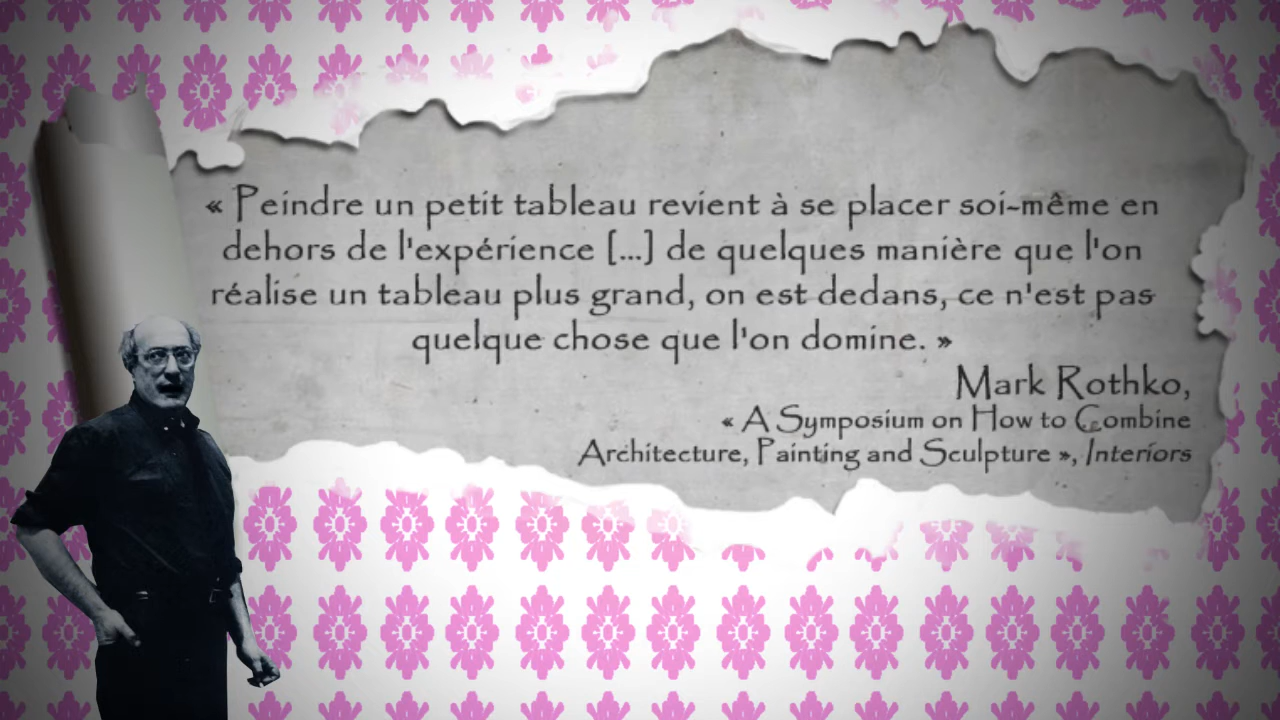 « Peindre un petit tableau revient à se placer soi-même en
dehors de l'expérience [...] de quelques manière que l'on
réalise un tableau plus grand, on est dedans, ce n'est pas
quelque chose que l'on domine. »
Mark Rothko,
« A Symposium on How to Combine
Architecture, Painting and Sculpture », Interiors